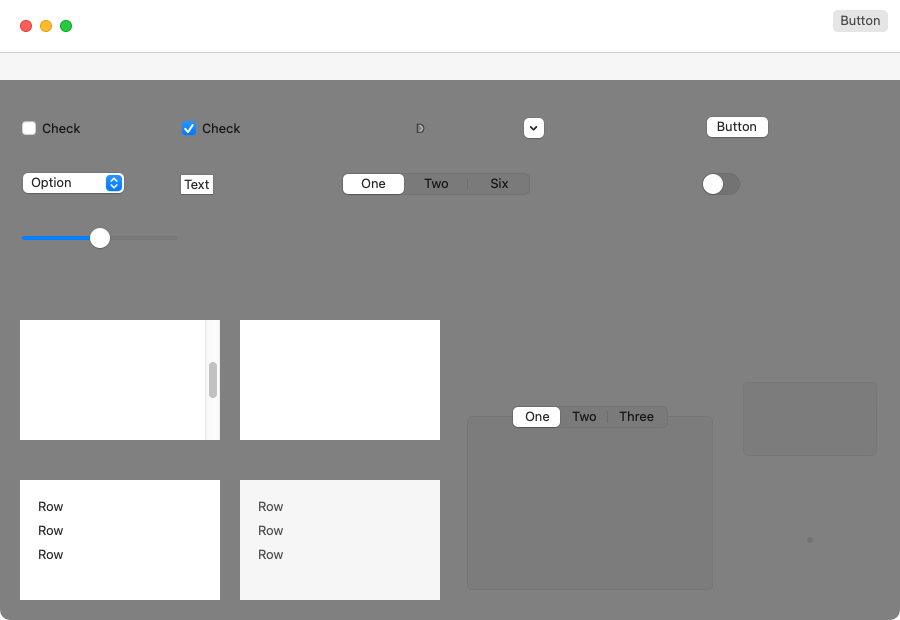 Button
Check
Check
Button
Option
Text
One
Two
Six
One
Two
Three
Row
Row
Row
Row
Row
Row